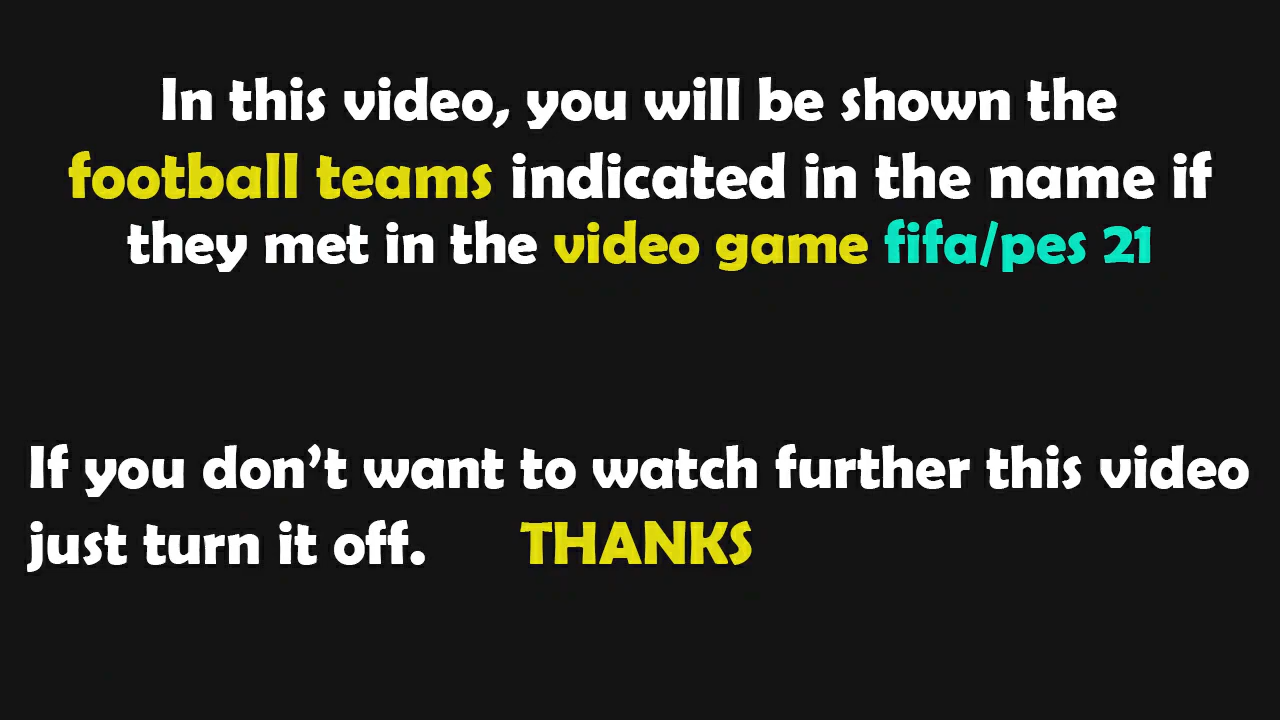 In this video, you will be shown the
football teams indicated in the name if
they met in the video game fifa/pes 21
If you don't want to watch further this video
just turn it off. THANKS